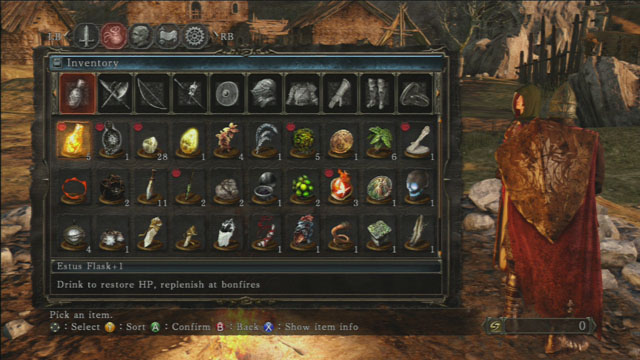 LB RB
Inventory
5 1 28 1 4 1 5 1 6 1
2 11 2 1 1 2 3 1 1
4 1 1 1 1 1 1 1 1 1
Estus Flask+1
Drink to restore HP, replenish at bonfires
Pick an item.
: Select Y : Sort A : Confirm B : Back X : Show item info
0